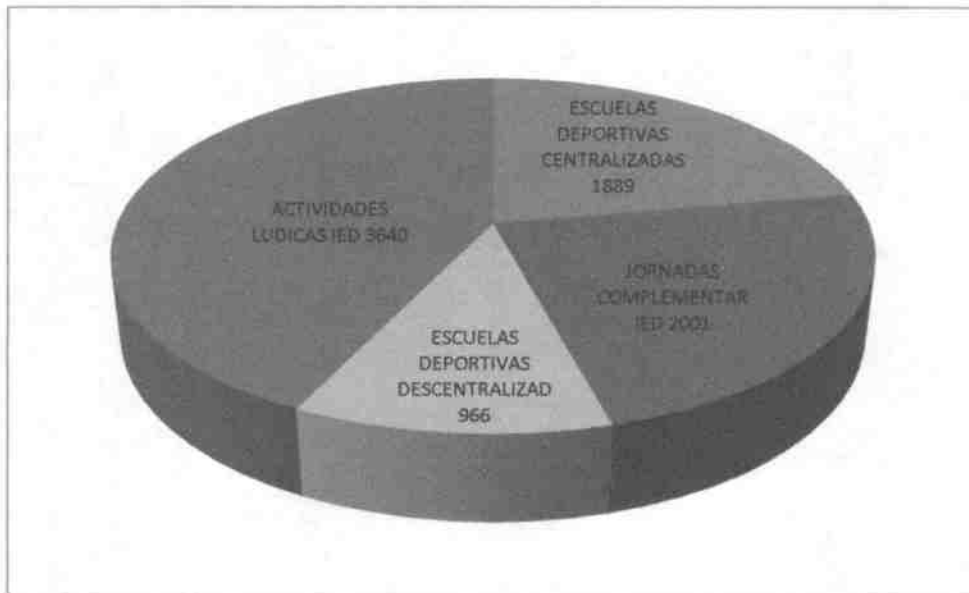 ESCUELAS
DEPORTIVAS
CENTRALIZADAS
1889
ACTIVIDADES
LUDICAS IED 3640
JORNADAS
COMPLEMENTAR
IED 2001
ESCUELAS
DEPORTIVAS
DESCENTRALIZAD
966